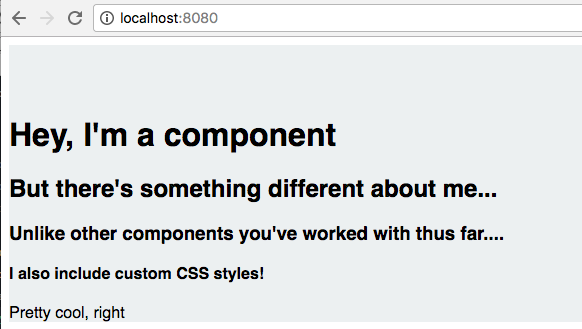 localhost:8080
Hey, I'm a component
But there's something different about me...
Unlike other components you've worked with thus far....
I also include custom CSS styles!
Pretty cool, right